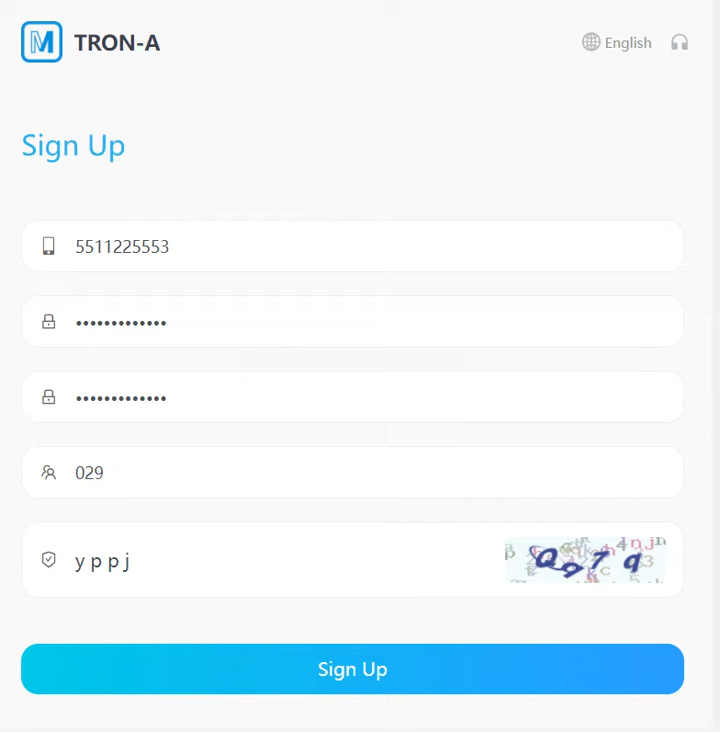 TRON-A
English
Sign Up
5511225553
•••••••••••••
•••••••••••••
029
y p p j
Sign Up